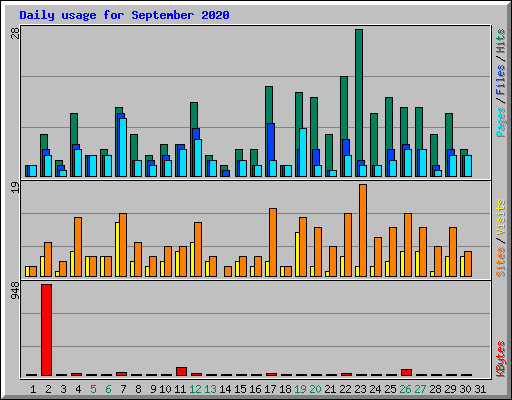 Daily usage for September 2020
28
19
948
Pages / Files / Hits
Sites / Visits
KBytes
1 2 3 4 5 6 7 8 9 10 11 12 13 14 15 16 17 18 19 20 21 22 23 24 25 26 27 28 29 30 31